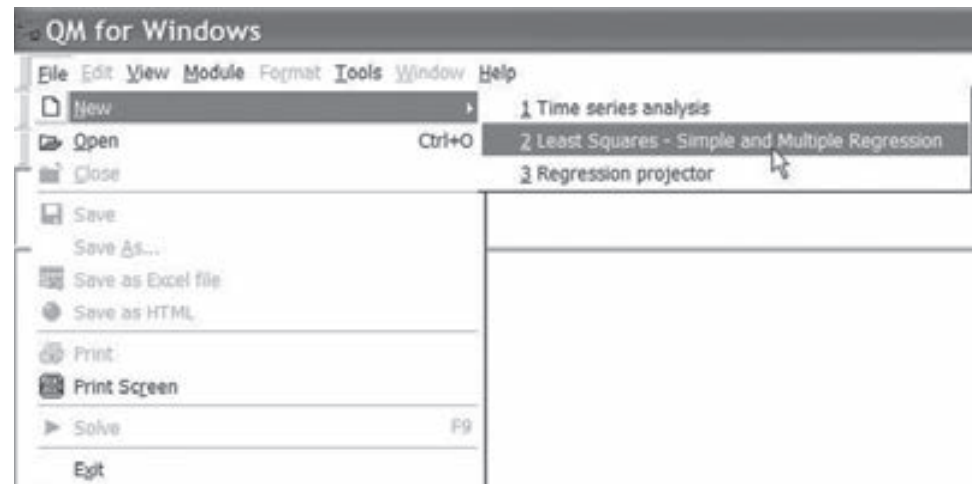 QM for Windows
File Edit View Module Format Tools Window Help
New
1 Time series analysis
Open Ctrl+O
2 Least Squares - Simple and Multiple Regression
Close
3 Regression projector
Save
Save As...
Save as Excel file
Save as HTML
Print
Print Screen
Solve F9
Exit